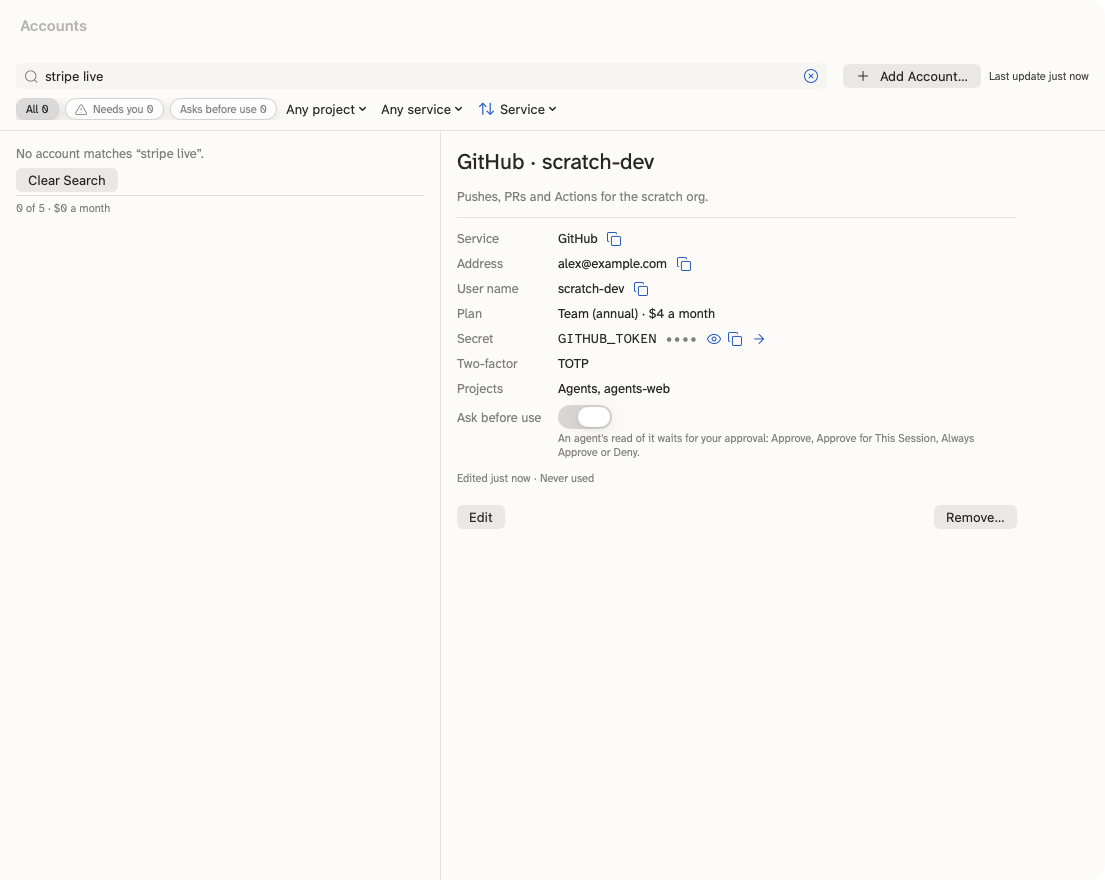 Accounts
stripe live
Add Account...
Last update just now
All 0
Needs you 0
Asks before use 0
Any project
Any service
Service
No account matches “stripe live”.
Clear Search
0 of 5 · $0 a month
GitHub · scratch-dev
Pushes, PRs and Actions for the scratch org.
Service GitHub
Address alex@example.com
User name scratch-dev
Plan Team (annual) · $4 a month
Secret GITHUB_TOKEN ••••
Two-factor TOTP
Projects Agents, agents-web
Ask before use
An agent’s read of it waits for your approval: Approve, Approve for This Session, Always
Approve or Deny.
Edited just now · Never used
Edit
Remove...